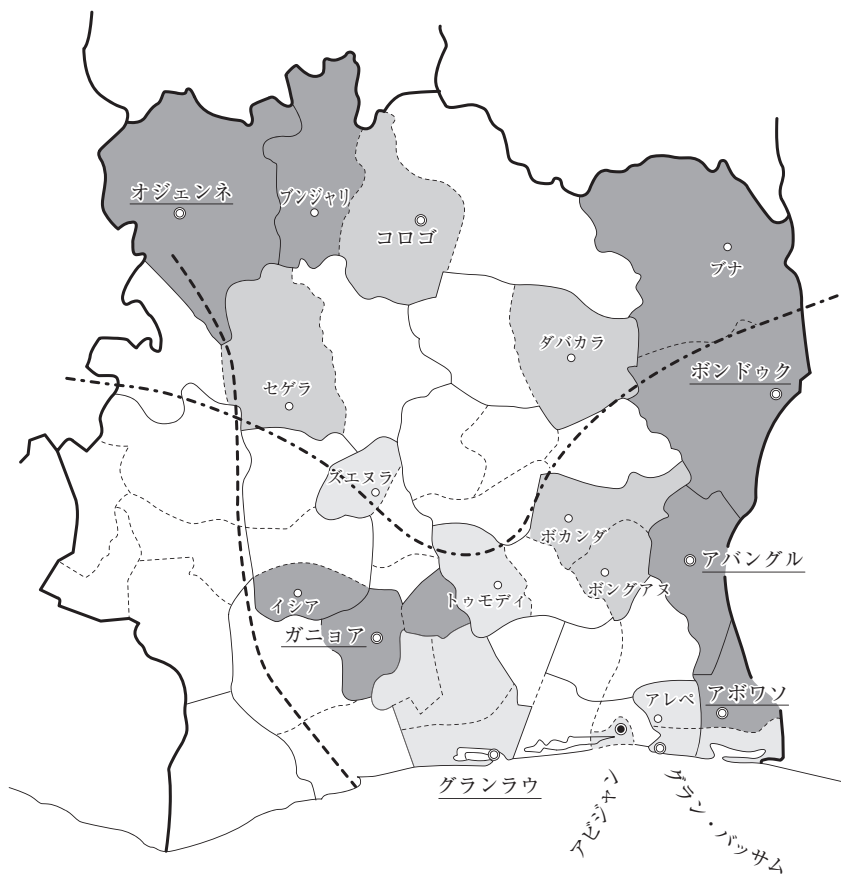 オジェンネ
ブンジャリ
コロゴ
ブナ
ダバカラ
ボンドゥク
セゲラ
ズエヌラ
ボカンダ
アバングル
ボングアヌ
トゥモディ
イシア
ガニョア
アレペ
アボワソ
グランラウ
アビジャン
グラン・バッサム